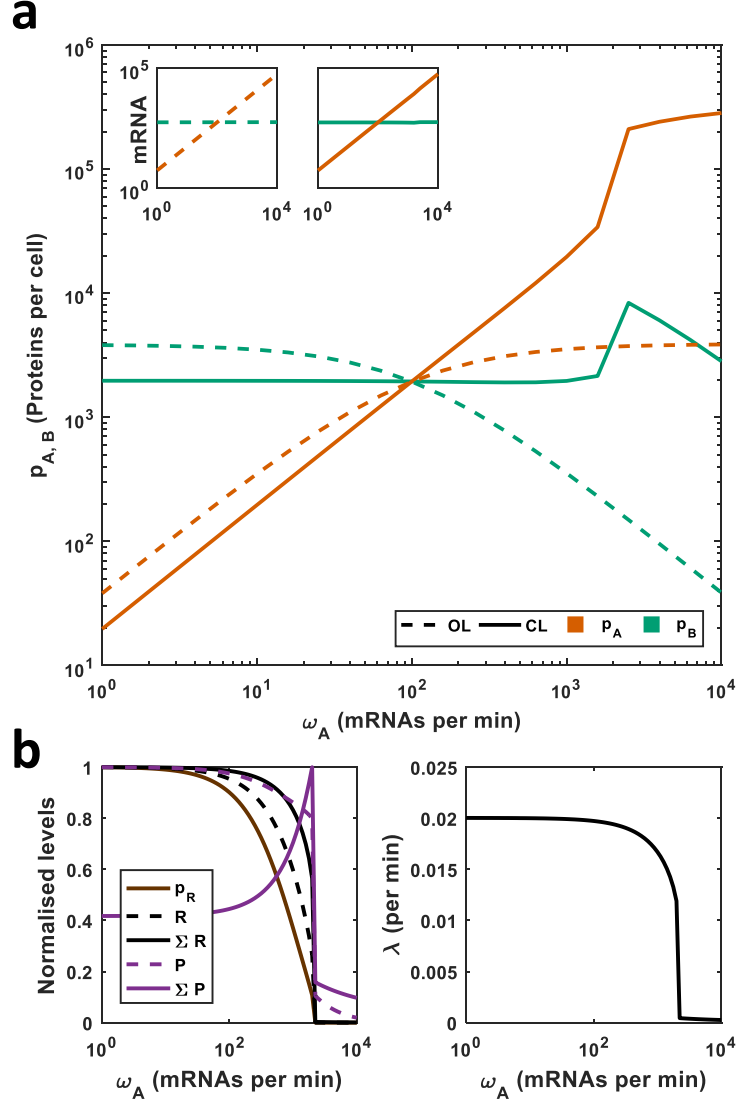 a
10^6
10^5
10^4
10^3
10^2
10^1
p_A, B (Proteins per cell)
10^5
10^0
mRNA
10^0 10^4
10^0 10^4
OL CL p_A p_B
10^0 10^1 10^2 10^3 10^4
ω_A (mRNAs per min)
b
1
0.8
0.6
0.4
0.2
0
Normalised levels
p_R
R
Σ R
P
Σ P
10^0 10^2 10^4
ω_A (mRNAs per min)
0.025
0.02
0.015
0.01
0.005
0
λ (per min)
10^0 10^2 10^4
ω_A (mRNAs per min)